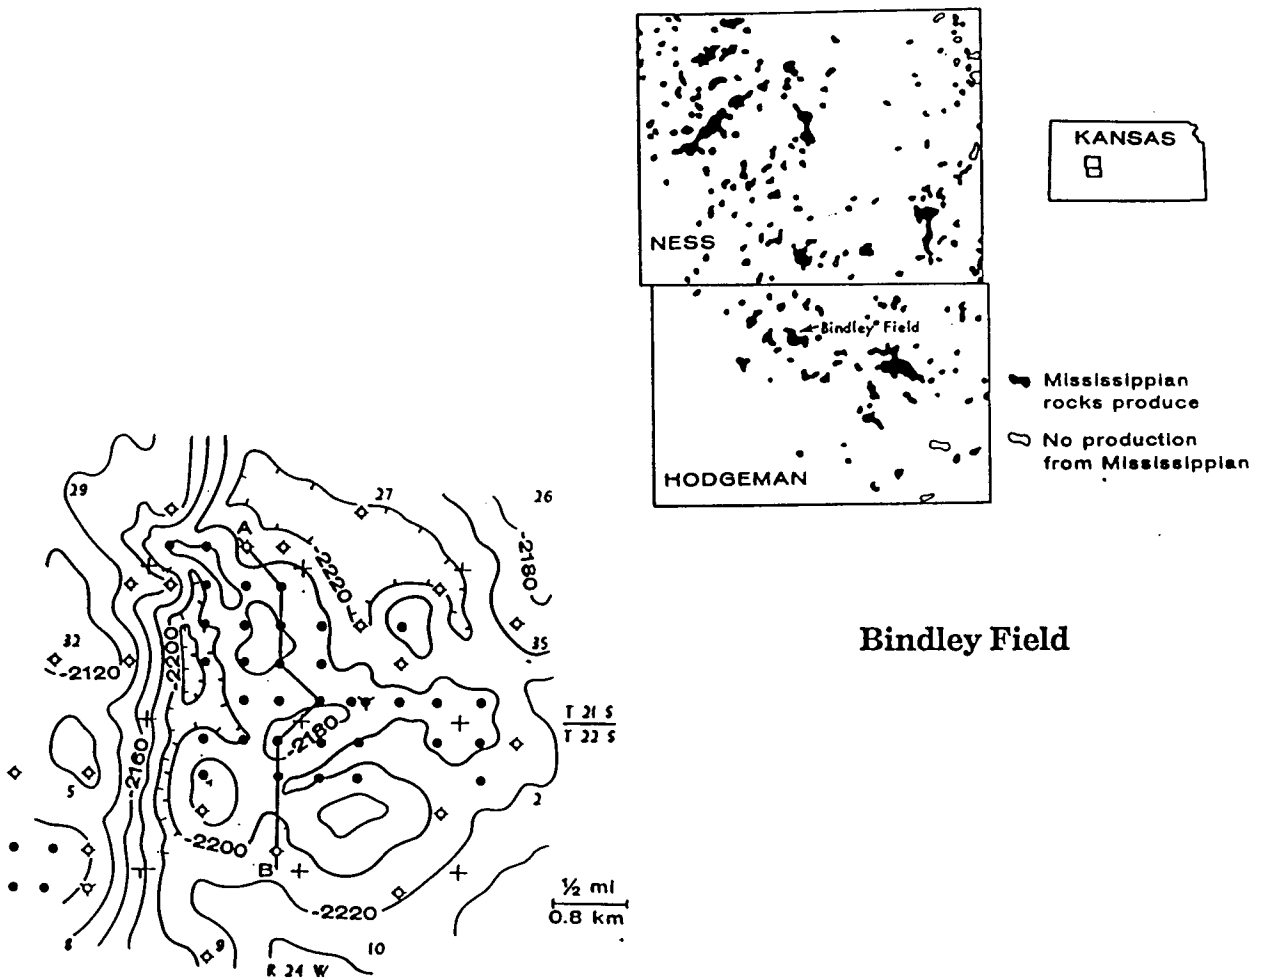 KANSAS
NESS
Bindley Field
Mississippian
rocks produce
No production
from Mississippian
HODGEMAN
29
27
26
A
-2220
-2180
32
-2120
-2200
35
T 21 S
T 22 S
-2180
-2160
5
2
-2200
B
½ mi
0.8 km
-2220
8
9
10
R 24 W
Bindley Field